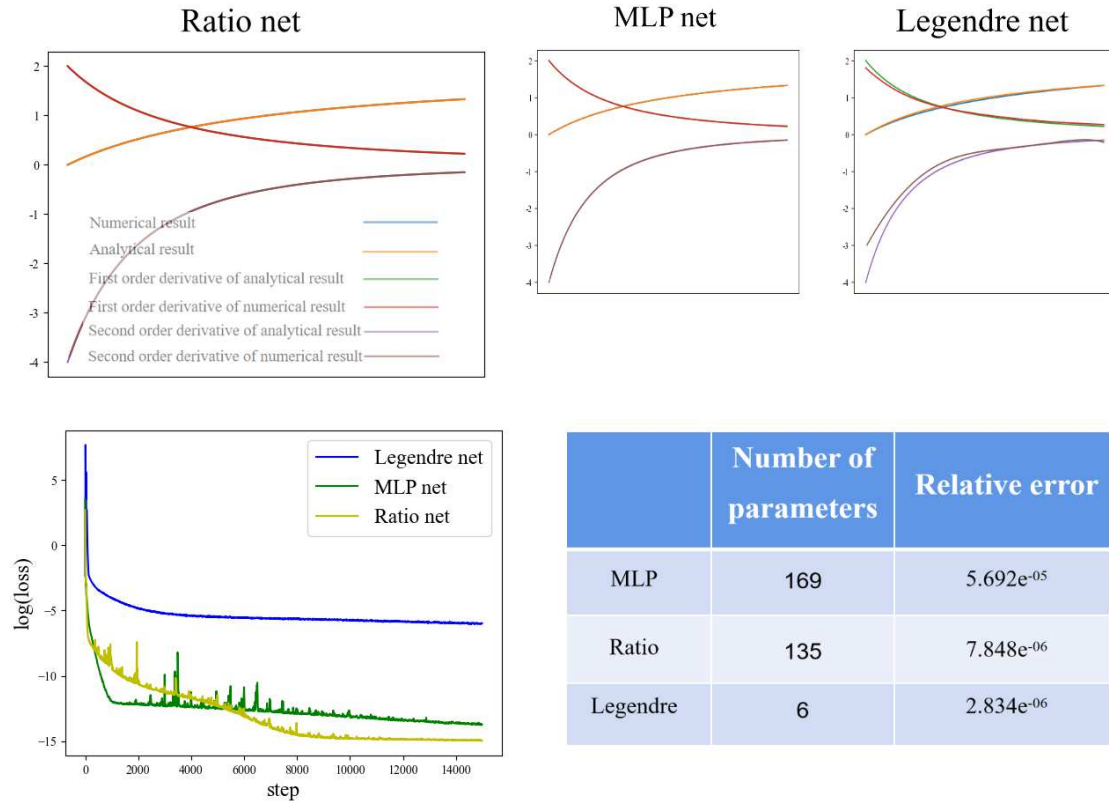 Ratio net
MLP net
Legendre net
2
1
0
-1
-2
-3
-4
Numerical result
Analytical result
First order derivative of analytical result
First order derivative of numerical result
Second order derivative of analytical result
Second order derivative of numerical result
2
1
0
-1
-2
-3
-4
2
1
0
-1
-2
-3
-4
log(loss)
5
0
-5
-10
-15
0 2000 4000 6000 8000 10000 12000 14000
step
Legendre net
MLP net
Ratio net
Number of
parameters
Relative error
MLP 169 5.692e-05
Ratio 135 7.848e-06
Legendre 6 2.834e-06